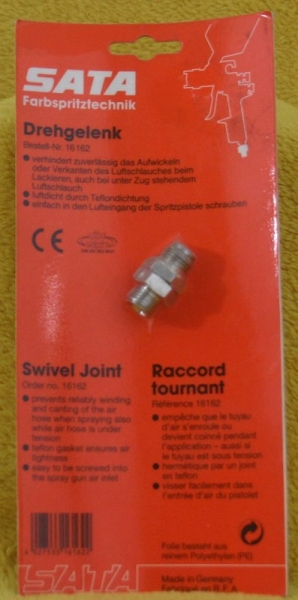 SATA
Farbspritztechnik
Drehgelenk
Bestell-Nr. 16162
• verhindert zuverlässig das Aufwickeln
oder Verkanten des Luftschlauches beim
Lackieren, auch bei unter Zug stehendem
Luftschlauch
• luftdicht durch Teflondichtung
• einfach in den Lufteingang der Spritzpistole schrauben
CE
Swivel Joint
Order no. 16162
• prevents reliably winding
and canting of the air
hose when spraying also
while air hose is under
tension
• teflon gasket ensures air
tightness
• easy to be screwed into
the spray gun air inlet
Raccord
tournant
Référence 16162
• empêche que le tuyau
d'air s'enroule ou
devient coincé pendant
l'application – aussi si
le tuyau est sous tension
• hermétique par un joint
en teflon
• visser facilement dans
l'entrée d'air du pistolet
Folie besteht aus
reinem Polyethylen (PE)
SATA
Made in Germany
Fabrique en R.F.A.